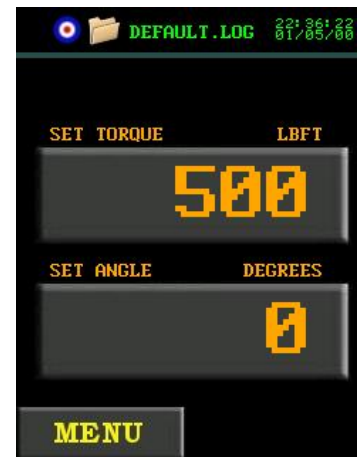 DEFAULT.LOG 22:36:22
01/05/00
SET TORQUE LBFT
500
SET ANGLE DEGREES
0
MENU